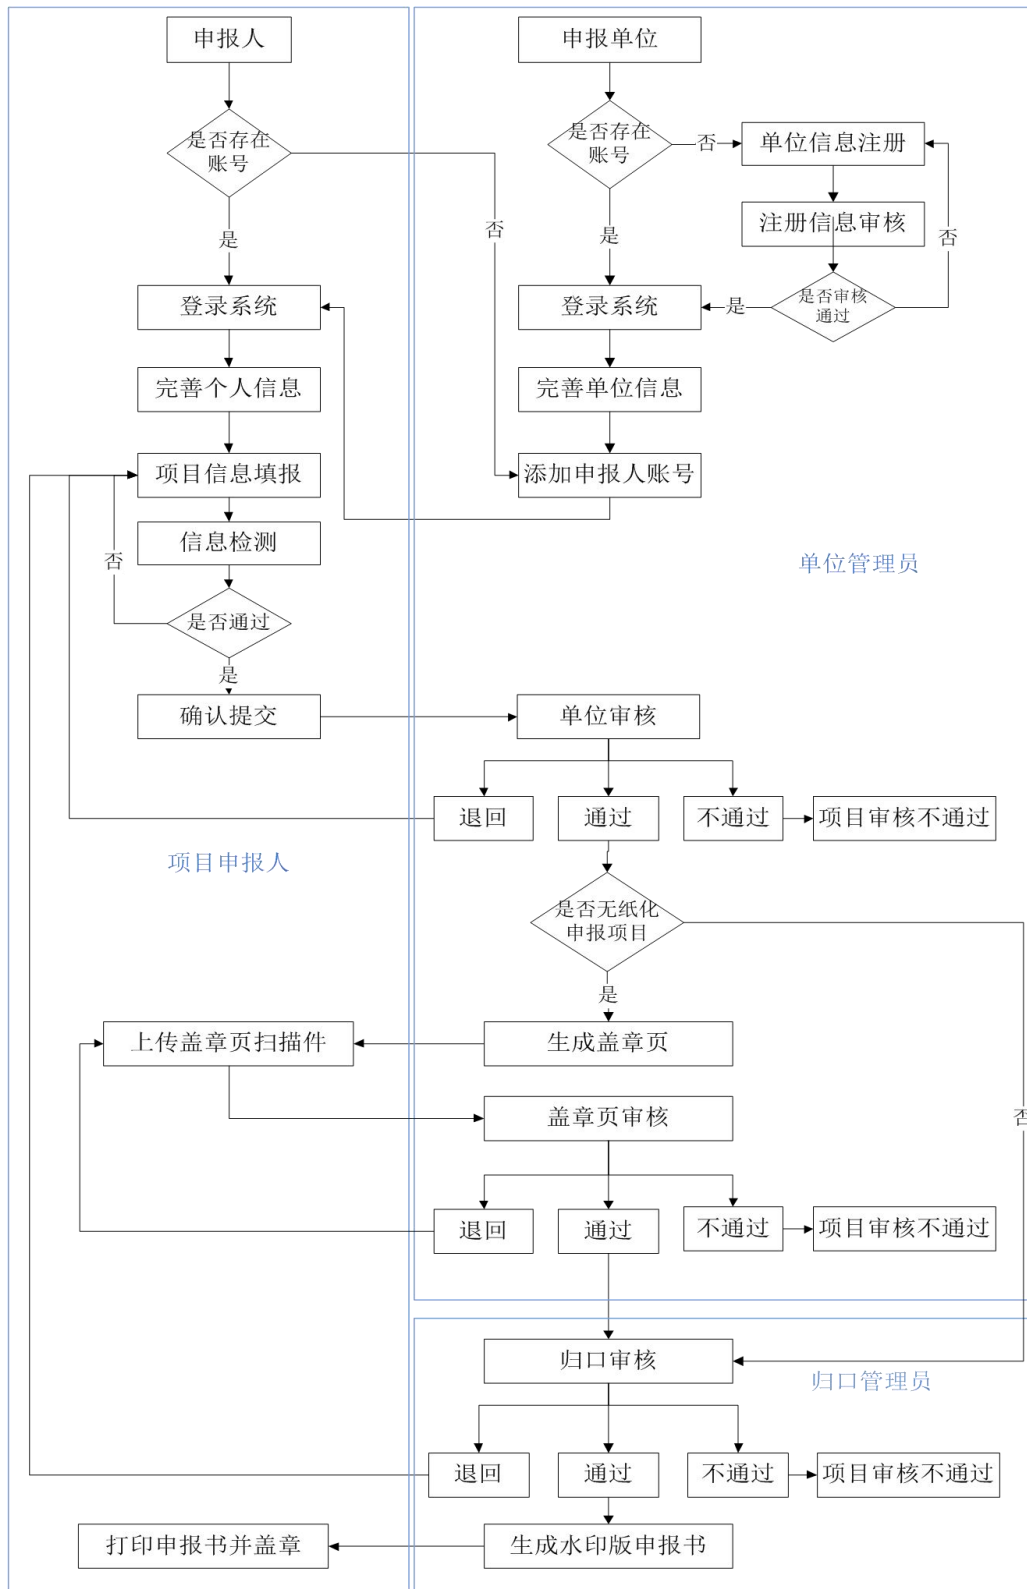 申报人
申报单位
是否存在
账号
是否存在
账号
否
单位信息注册
注册信息审核
是
否
是
否
登录系统
登录系统
是
是否审核
通过
完善个人信息
完善单位信息
项目信息填报
添加申报人账号
信息检测
否
单位管理员
是否通过
是
确认提交
单位审核
退回
通过
不通过
项目审核不通过
项目申报人
是否无纸化
申报项目
是
上传盖章页扫描件
生成盖章页
盖章页审核
否
退回
通过
不通过
项目审核不通过
归口审核
归口管理员
退回
通过
不通过
项目审核不通过
打印申报书并盖章
生成水印版申报书